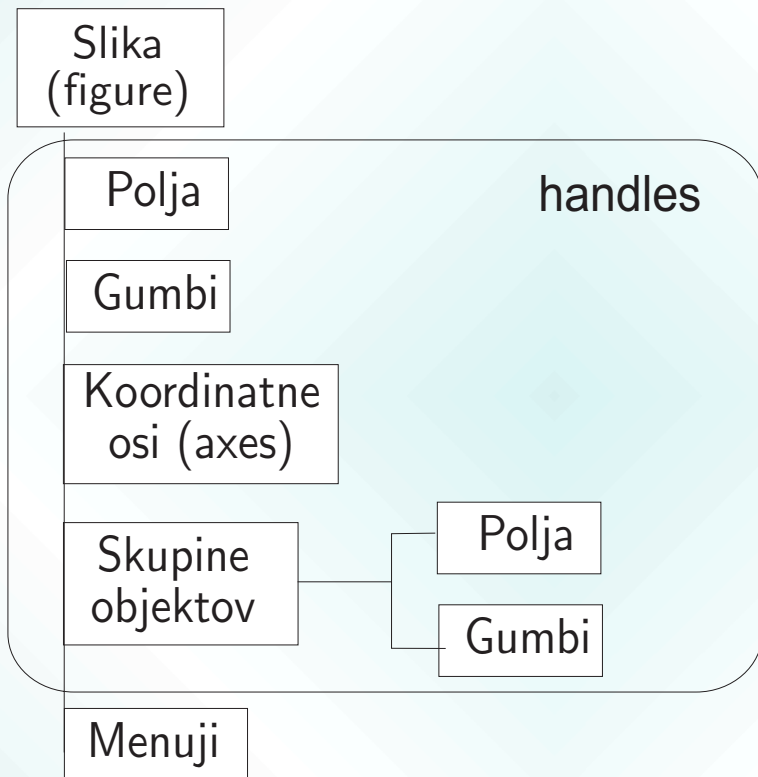 Slika
(figure)
Polja
handles
Gumbi
Koordinatne
osi (axes)
Skupine
objektov
Polja
Gumbi
Menuji